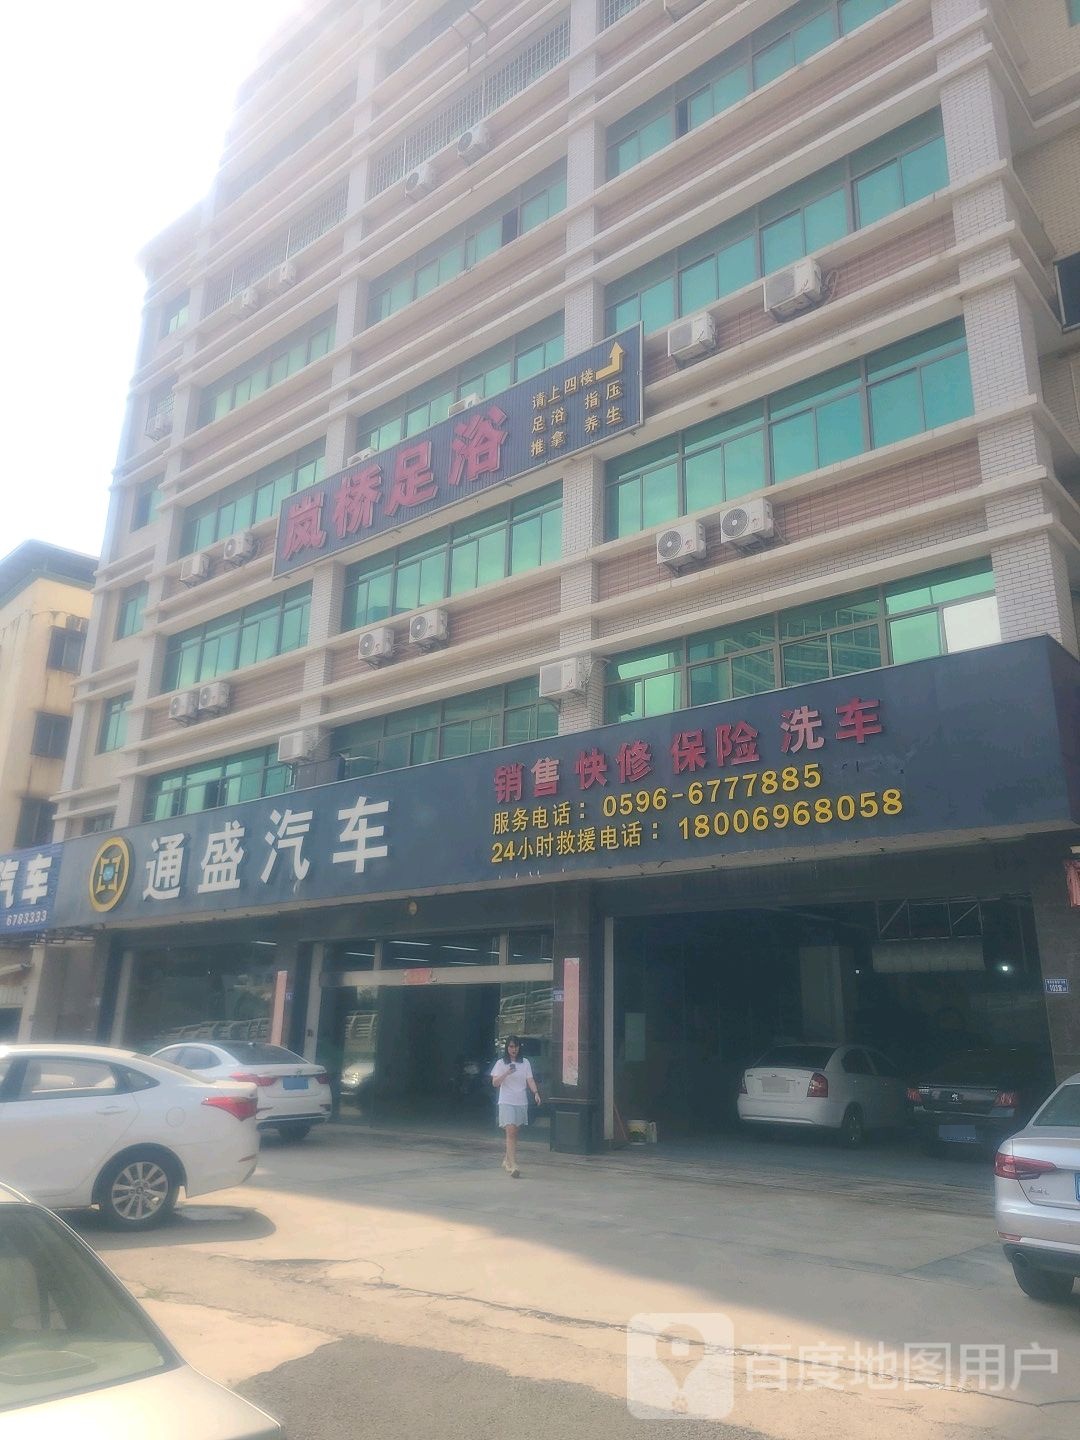 请上四楼
足浴 指压
推拿 养生
岚桥足浴
销售 快修 保险 洗车
服务电话：0596-6777885
24小时救援电话：18006968058
通盛汽车
汽车
6783333
百度地图用户